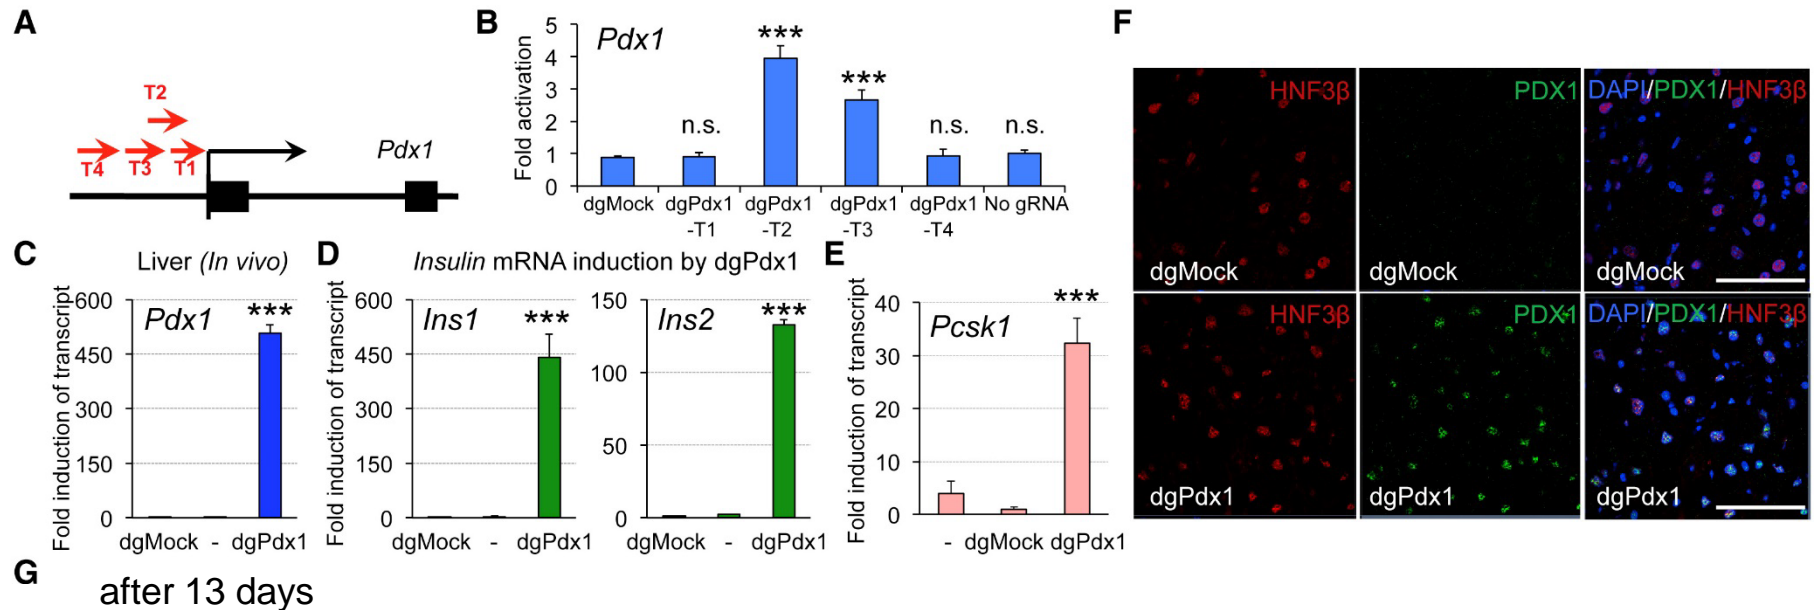 A
T2
T4
T3
T1
Pdx1
B
Pdx1
Fold activation
5
4
3
2
1
0
***
***
n.s.
n.s.
n.s.
dgMock
dgPdx1
-T1
dgPdx1
-T2
dgPdx1
-T3
dgPdx1
-T4
No gRNA
C
Liver (In vivo)
Fold induction of transcript
600
450
300
150
0
Pdx1
***
dgMock
-
dgPdx1
D
Insulin mRNA induction by dgPdx1
Fold induction of transcript
600
450
300
150
0
Ins1
***
dgMock
-
dgPdx1
150
100
50
0
Ins2
***
dgMock
-
dgPdx1
E
Fold induction of transcript
40
30
20
10
0
Pcsk1
***
-
dgMock
dgPdx1
F
HNF3β
dgMock
PDX1
dgMock
DAPI/PDX1/HNF3β
dgMock
HNF3β
dgPdx1
PDX1
dgPdx1
DAPI/PDX1/HNF3β
dgPdx1
G
after 13 days